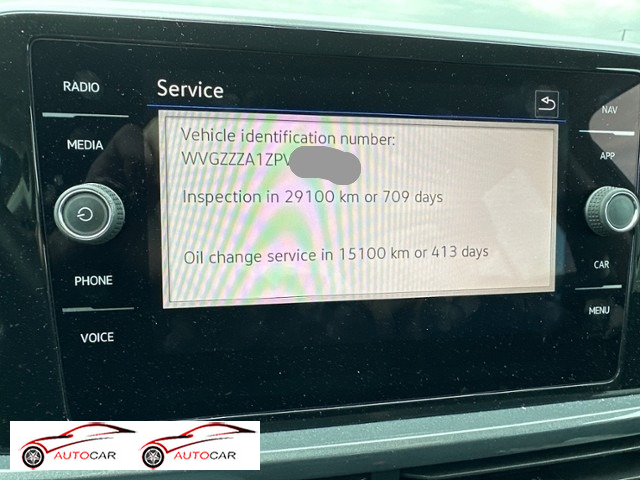 RADIO
MEDIA
PHONE
VOICE
Service
Vehicle identification number:
WVGZZZA1ZPV
Inspection in 29100 km or 709 days
Oil change service in 15100 km or 413 days
NAV
APP
CAR
MENU
AUTOCAR
AUTOCAR